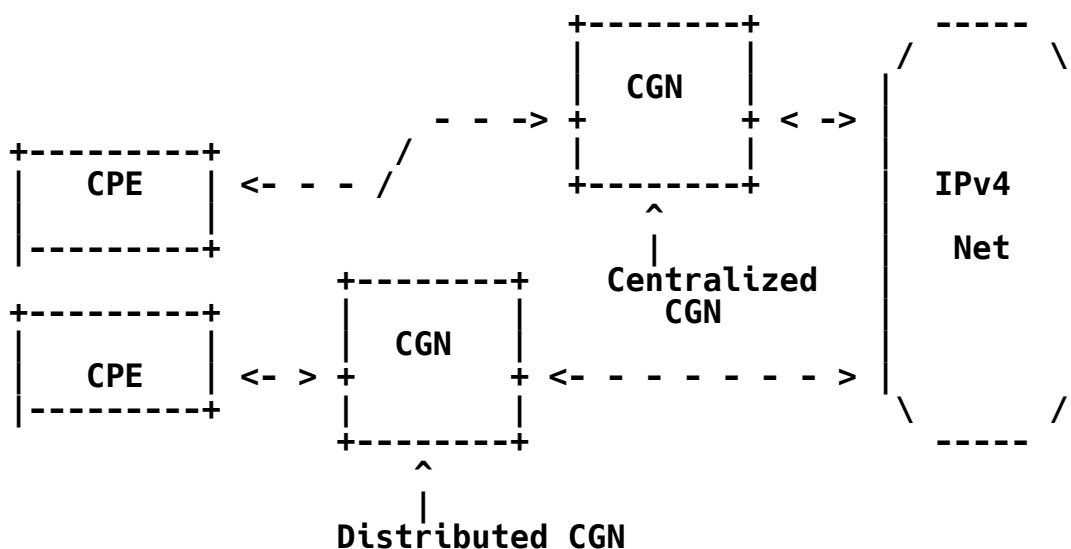 CGN
CPE
IPv4
Net
Centralized
CGN
CGN
CPE
Distributed CGN